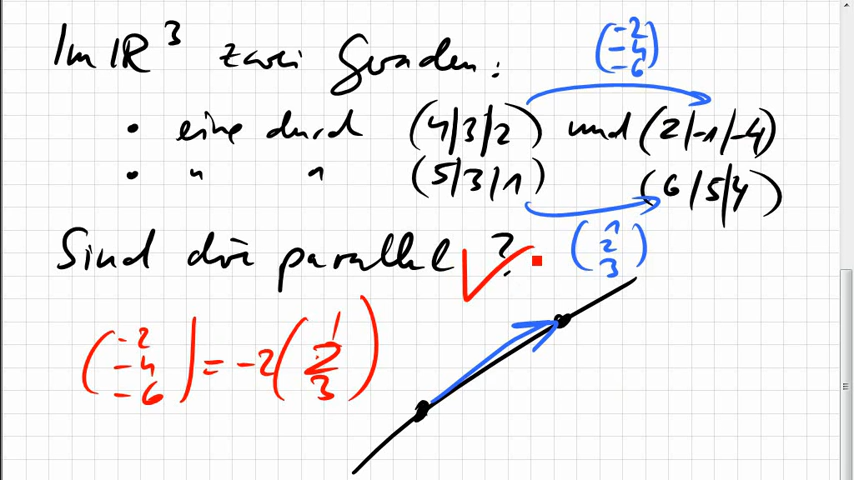 Im ℝ³ zwei Geraden:
(-2 -4 -6)
• eine durch (4|3|2) und (2|-1|-4)
• " " (5|3|1) (6|5|4)
Sind die parallel?
(1 2 3)
(-2 -4 -6) = -2 (1 2 3)